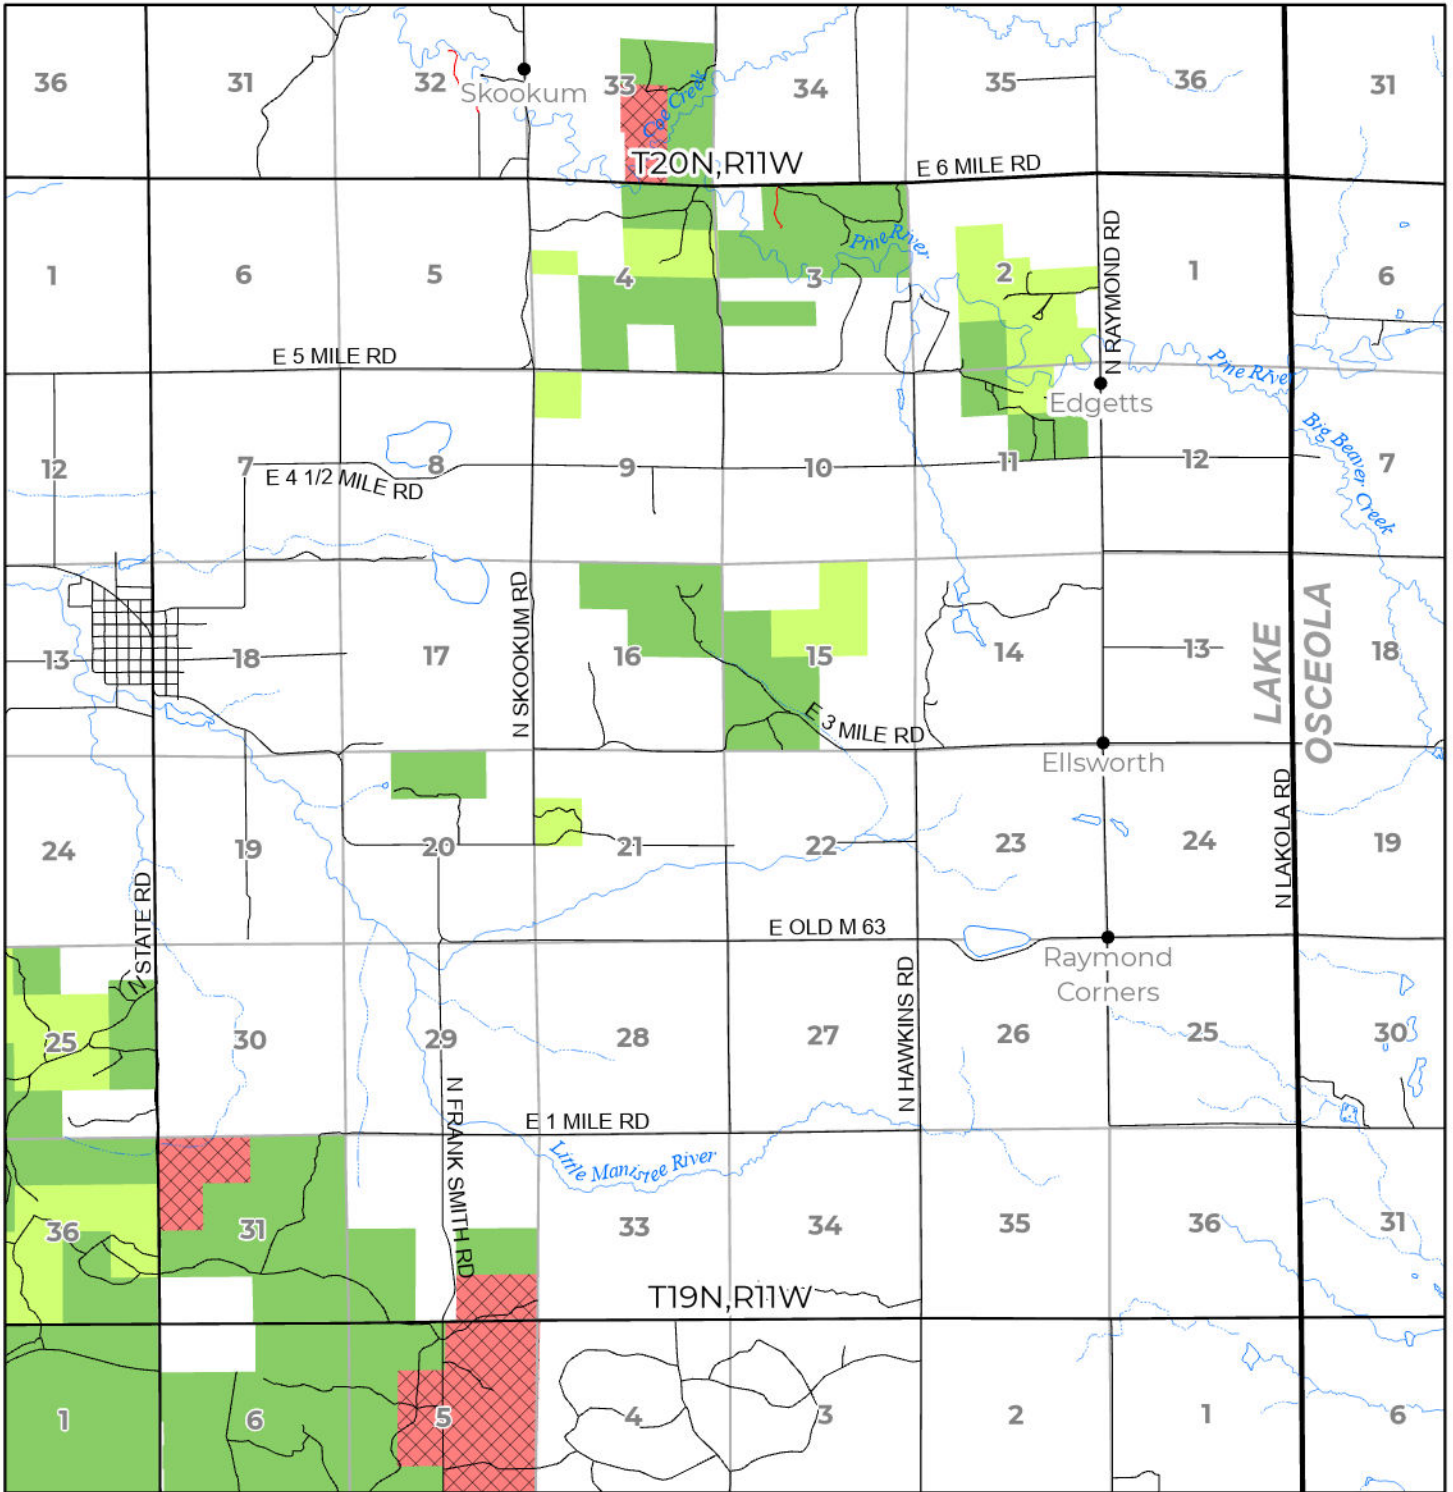 36
31
32
33
34
35
36
31
Skookum
Coe Creek
T20N,R11W
E 6 MILE RD
Pine River
N RAYMOND RD
1
6
5
4
3
2
1
6
E 5 MILE RD
Pine River
Edgetts
Big Beaver Creek
12
7
8
9
10
11
12
7
E 4 1/2 MILE RD
N SKOOKUM RD
LAKE
OSCEOLA
13
18
17
16
15
14
13
18
E 3 MILE RD
Ellsworth
N LAKOLA RD
24
19
20
21
22
23
24
19
N STATE RD
E OLD M 63
N
Raymond
Corners
N HAWKINS RD
25
30
29
28
27
26
25
30
N FRANK SMITH RD
E 1 MILE RD
Little Manistee River
36
31
33
34
35
36
31
T19N,R11W
1
6
5
4
3
2
1
6